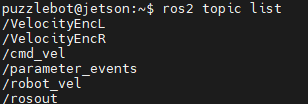 puzzlebot@jetson:~$ ros2 topic list
/VelocityEncL
/VelocityEncR
/cmd_vel
/parameter_events
/robot_vel
/rosout